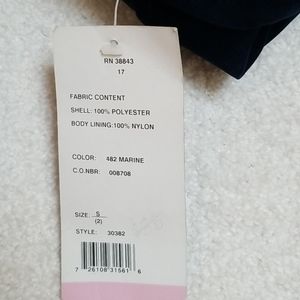 RN 38843
17
FABRIC CONTENT
SHELL: 100% POLYESTER
BODY LINING:100% NYLON
COLOR: 482 MARINE
C.O.NBR: 008708
SIZE: S
(2)
STYLE: 30382
7 26108 31561 6